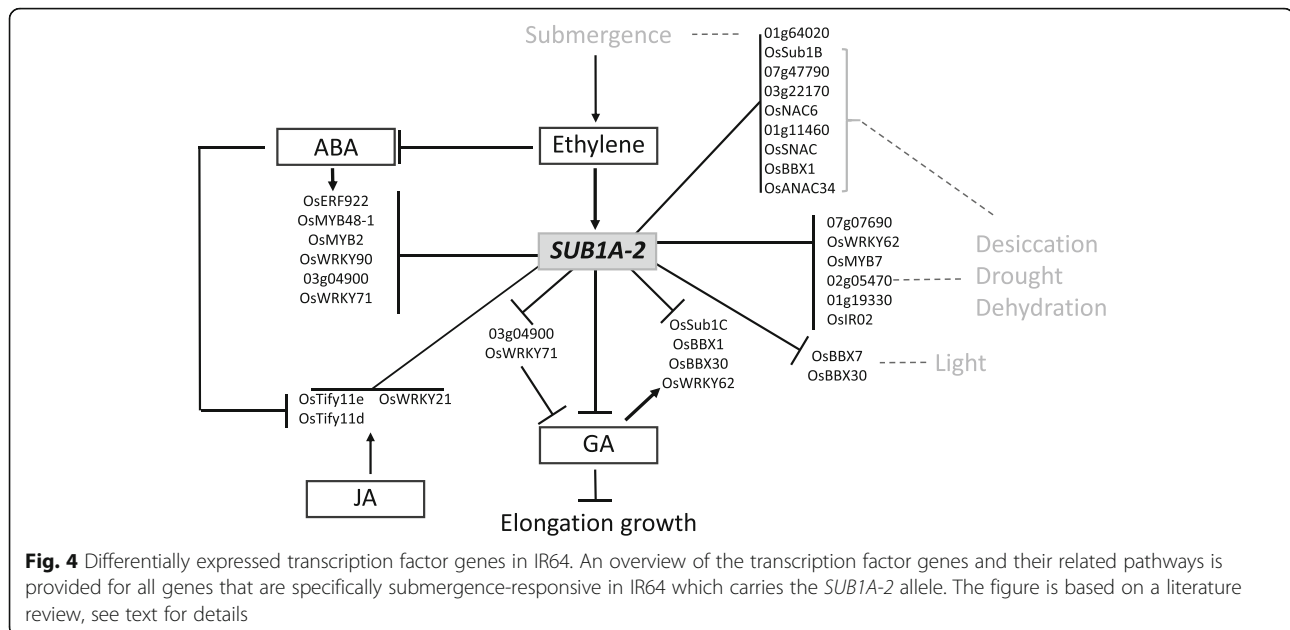 Submergence
01g64020
OsSub1B
07g47790
03g22170
OsNAC6
01g11460
OsSNAC
OsBBX1
OsANAC34
ABA
Ethylene
OsERF922
OsMYB48-1
OsMYB2
OsWRKY90
03g04900
OsWRKY71
SUB1A-2
07g07690
OsWRKY62
OsMYB7
02g05470
01g19330
OsIR02
Desiccation
Drought
Dehydration
03g04900
OsWRKY71
OsSub1C
OsBBX1
OsBBX30
OsWRKY62
OsBBX7
OsBBX30
Light
OsTify11e OsWRKY21
OsTify11d
GA
JA
Elongation growth
Fig. 4 Differentially expressed transcription factor genes in IR64. An overview of the transcription factor genes and their related pathways is
provided for all genes that are specifically submergence-responsive in IR64 which carries the SUB1A-2 allele. The figure is based on a literature
review, see text for details